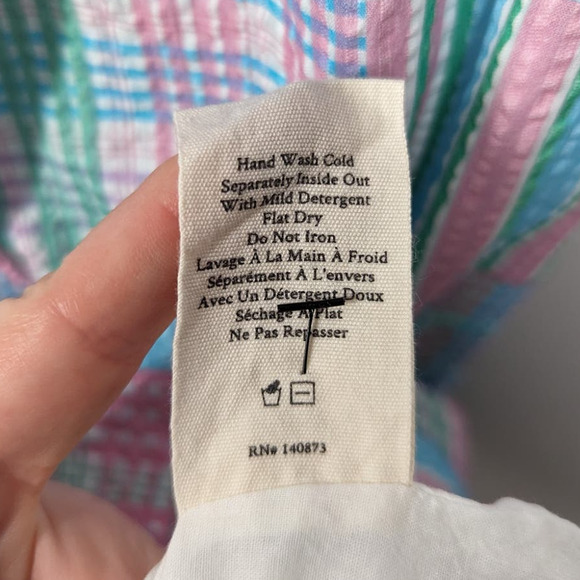 Hand Wash Cold
Separately Inside Out
With Mild Detergent
Flat Dry
Do Not Iron
Lavage À La Main À Froid
Séparément À L'envers
Avec Un Détergent Doux
Séchage À Plat
Ne Pas Repasser
RN# 140873